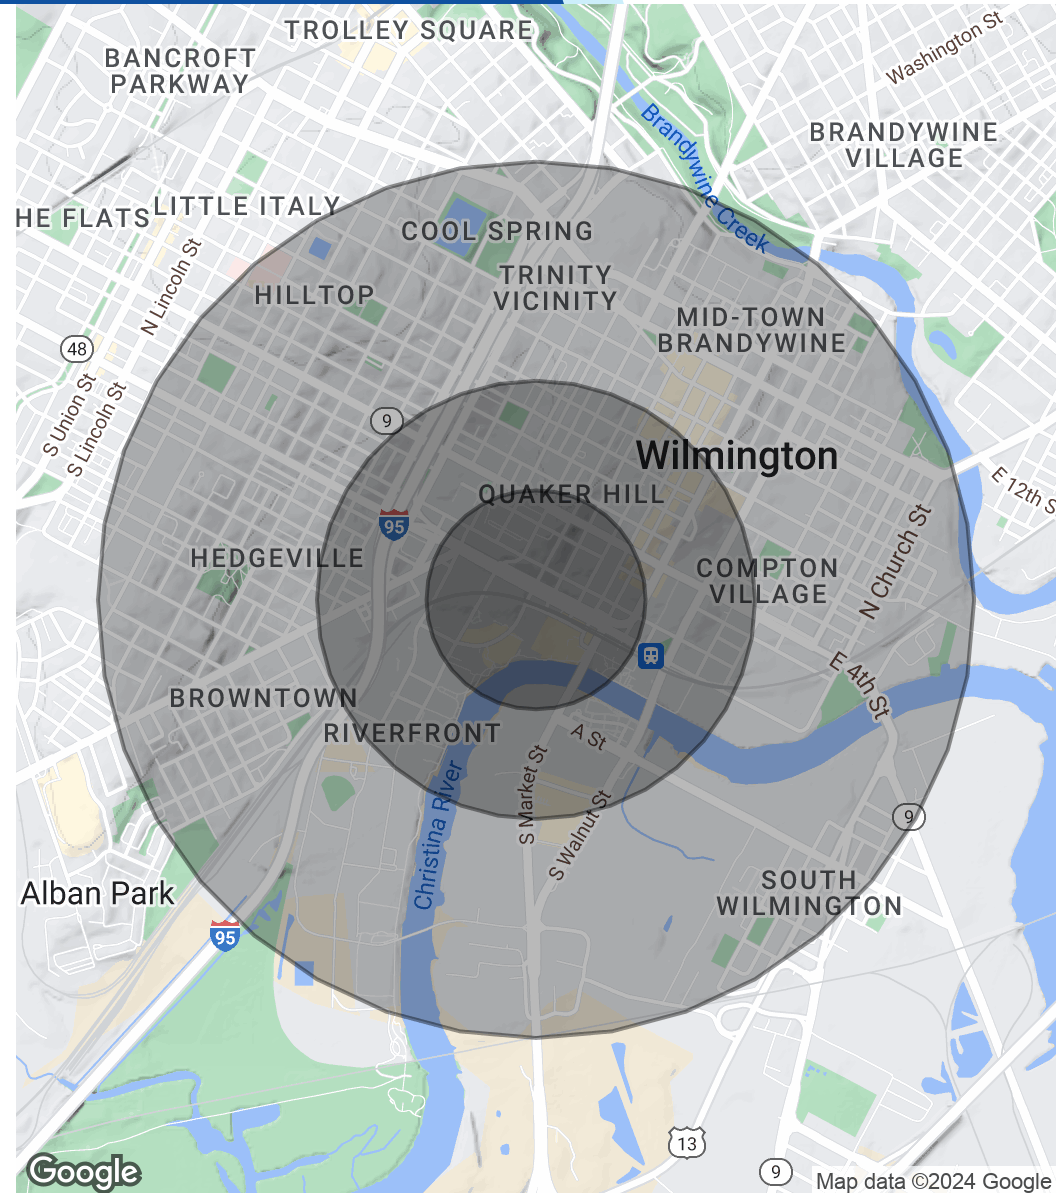 TROLLEY SQUARE
BANCROFT
PARKWAY
Washington St
Brandywine Creek
BRANDYWINE
VILLAGE
HE FLATS
LITTLE ITALY
COOL SPRING
N Lincoln St
TRINITY
VICINITY
HILLTOP
MID-TOWN
BRANDYWINE
48
S Union St
S Lincoln St
9
Wilmington
QUAKER HILL
E 12th S
95
N Church St
HEDGEVILLE
COMPTON
VILLAGE
E 4th St
BROWNTOWN
RIVERFRONT
A St
Christina River
S Market St
S Walnut St
9
Alban Park
SOUTH
WILMINGTON
95
13
9
Google
Map data ©2024 Google